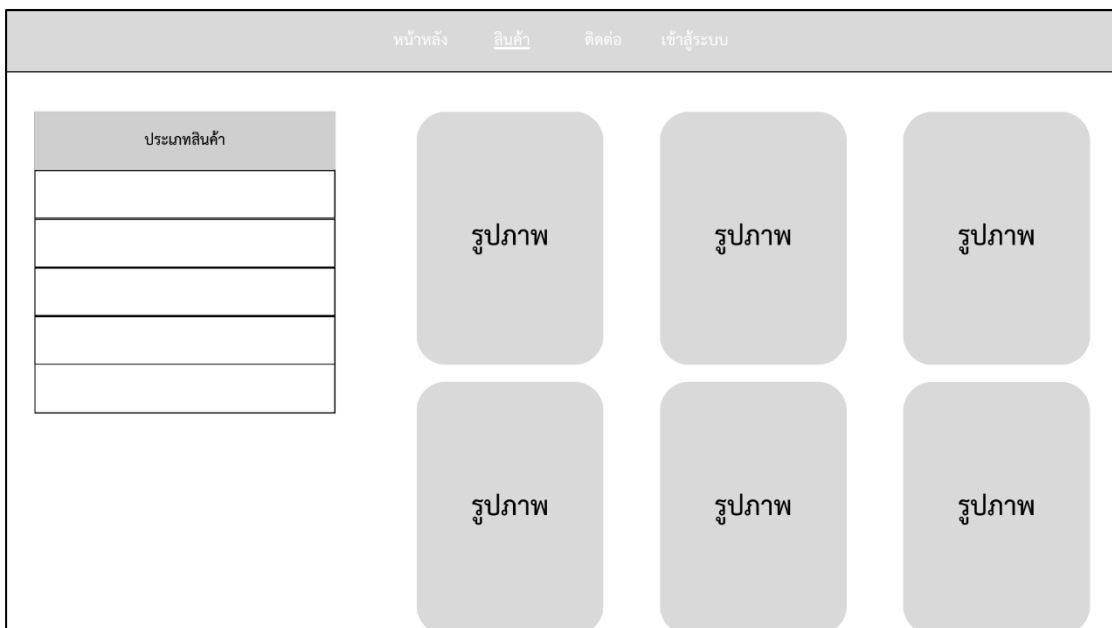 หน้าหลัง สินค้า ติดต่อ เข้าสู้ระบบ
ประเภทสินค้า
รูปภาพ รูปภาพ รูปภาพ
รูปภาพ รูปภาพ รูปภาพ